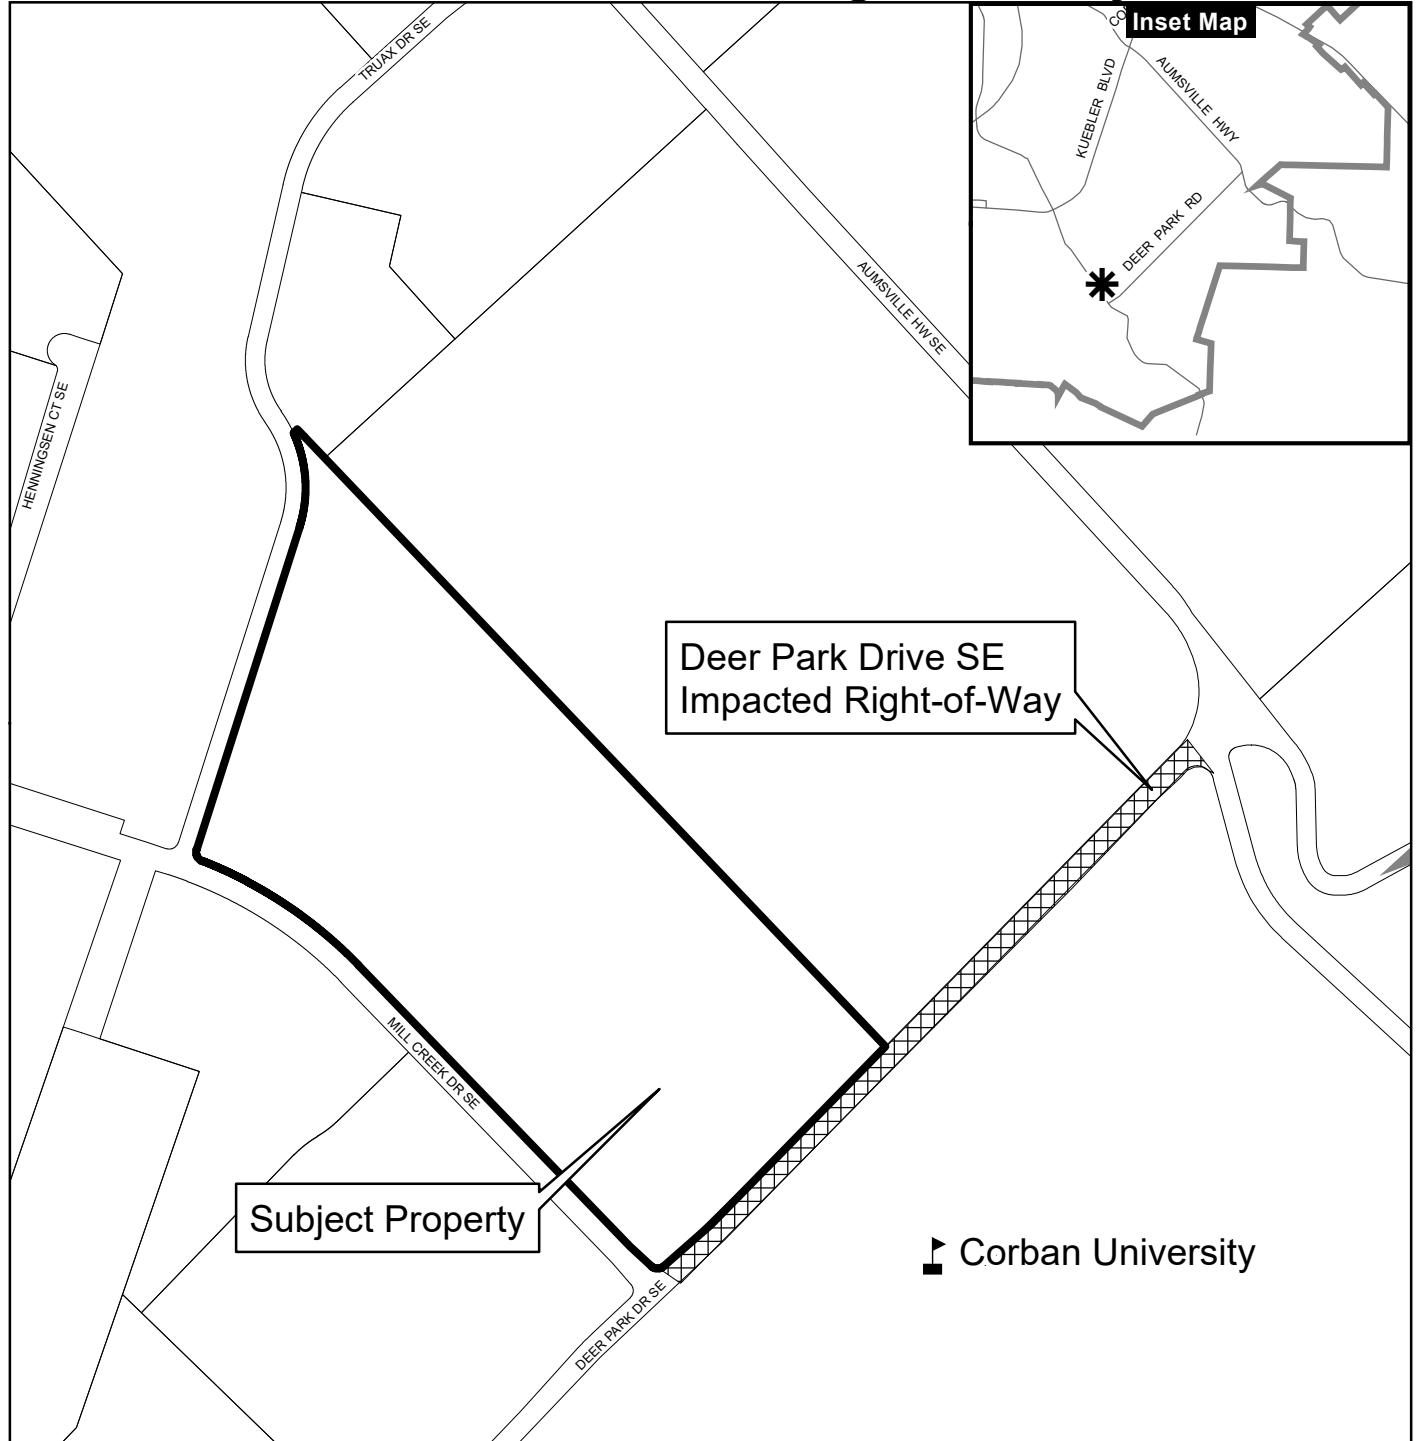 TRUAX DR SE
Inset Map
KUEBLER BLVD
AUMSVILLE HWY
DEER PARK RD
AUMSVILLE HW SE
HENNINGSEN CT SE
Deer Park Drive SE
Impacted Right-of-Way
MILL CREEK DR SE
Subject Property
Corban University
DEER PARK DR SE